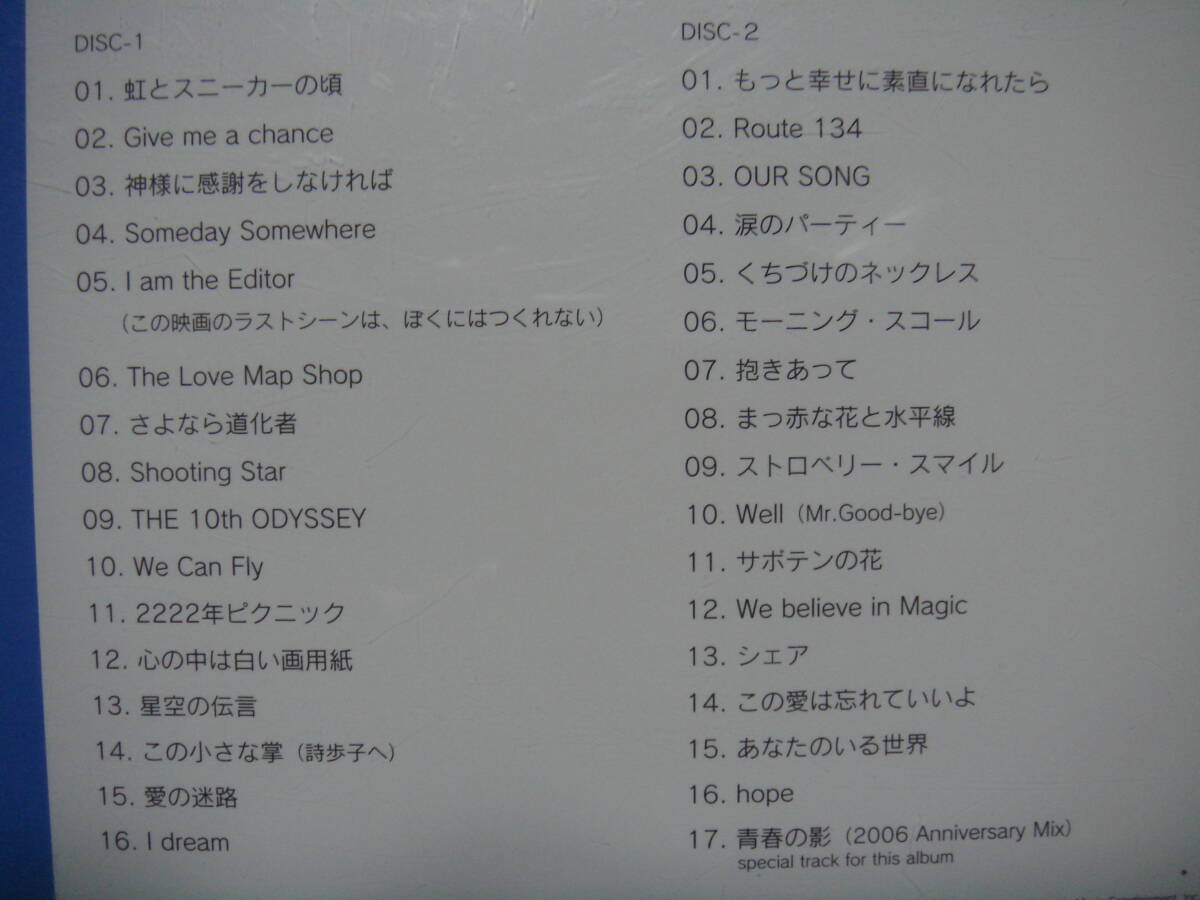 DISC-1
01. 虹とスニーカーの頃
02. Give me a chance
03. 神様に感謝をしなければ
04. Someday Somewhere
05. I am the Editor
(この映画のラストシーンは、ぼくにはつくれない)
06. The Love Map Shop
07. さよなら道化者
08. Shooting Star
09. THE 10th ODYSSEY
10. We Can Fly
11. 2222年ピクニック
12. 心の中は白い画用紙
13. 星空の伝言
14. この小さな掌 (詩歩子へ)
15. 愛の迷路
16. I dream
DISC-2
01. もっと幸せに素直になれたら
02. Route 134
03. OUR SONG
04. 涙のパーティー
05. くちづけのネックレス
06. モーニング・スコール
07. 抱きあって
08. まっ赤な花と水平線
09. ストロベリー・スマイル
10. Well (Mr.Good-bye)
11. サボテンの花
12. We believe in Magic
13. シェア
14. この愛は忘れていいよ
15. あなたのいる世界
16. hope
17. 青春の影 (2006 Anniversary Mix)
special track for this album